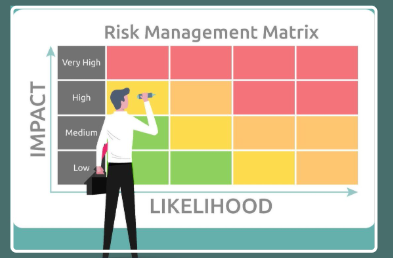 Risk Management Matrix
IMPACT
Very High
High
Medium
Low
LIKELIHOOD